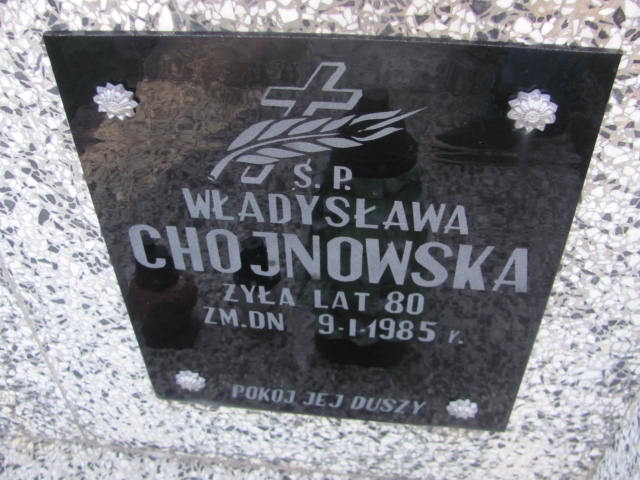 Ś. P.
WŁADYSŁAWA
CHOJNOWSKA
ŻYŁA LAT 80
ZM. DN 9-I-1985 r.
POKÓJ JEJ DUSZY